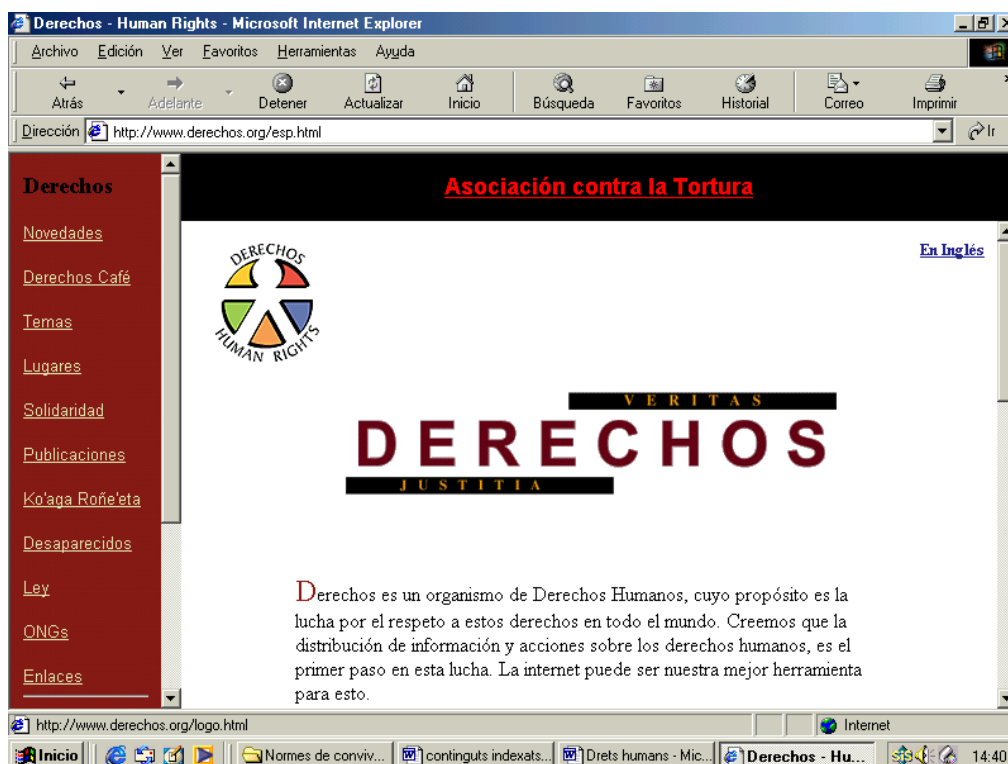 Derechos - Human Rights - Microsoft Internet Explorer
Archivo Edición Ver Favoritos Herramientas Ayuda
Atrás Adelante Detener Actualizar Inicio Búsqueda Favoritos Historial Correo Imprimir
Dirección http://www.derechos.org/esp.html Ir
Derechos
Novedades
Derechos Café
Temas
Lugares
Solidaridad
Publicaciones
Ko'aga Roñe'eta
Desaparecidos
Ley
ONGs
Enlaces
Asociación contra la Tortura
DERECHOS
HUMAN RIGHTS
En Inglés
VERITAS
DERECHOS
JUSTITIA
Derechos es un organismo de Derechos Humanos, cuyo propósito es la
lucha por el respeto a estos derechos en todo el mundo. Creemos que la
distribución de información y acciones sobre los derechos humanos, es el
primer paso en esta lucha. La internet puede ser nuestra mejor herramienta
para esto.
http://www.derechos.org/logo.html Internet
Inicio Normes de conviv... continguts indexats... Drets humans - Mic... Derechos - Hu... 14:40